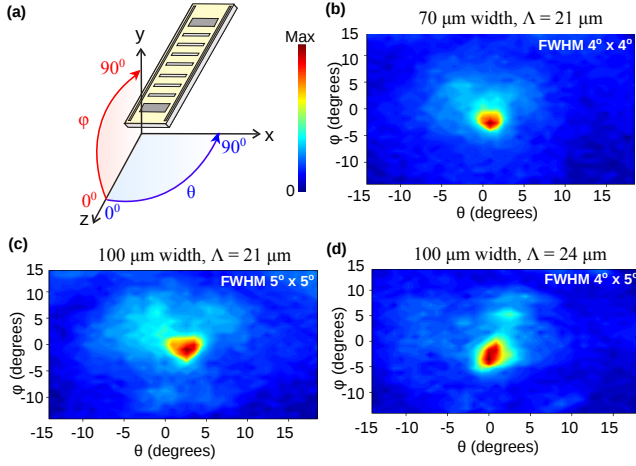 (a)
y
90⁰
φ
0⁰
z
0⁰
θ
90⁰
x
Max
0
(b)
70 μm width, Λ = 21 μm
FWHM 4° x 4°
φ (degrees)
15
10
5
0
-5
-10
-10 -5 0 5 10 15
θ (degrees)
(c)
100 μm width, Λ = 21 μm
FWHM 5° x 5°
φ (degrees)
15
10
5
0
-5
-10
-15 -10 -5 0 5 10 15
θ (degrees)
(d)
100 μm width, Λ = 24 μm
FWHM 4° x 5°
φ (degrees)
15
10
5
0
-5
-10
-15 -10 -5 0 5 10 15
θ (degrees)